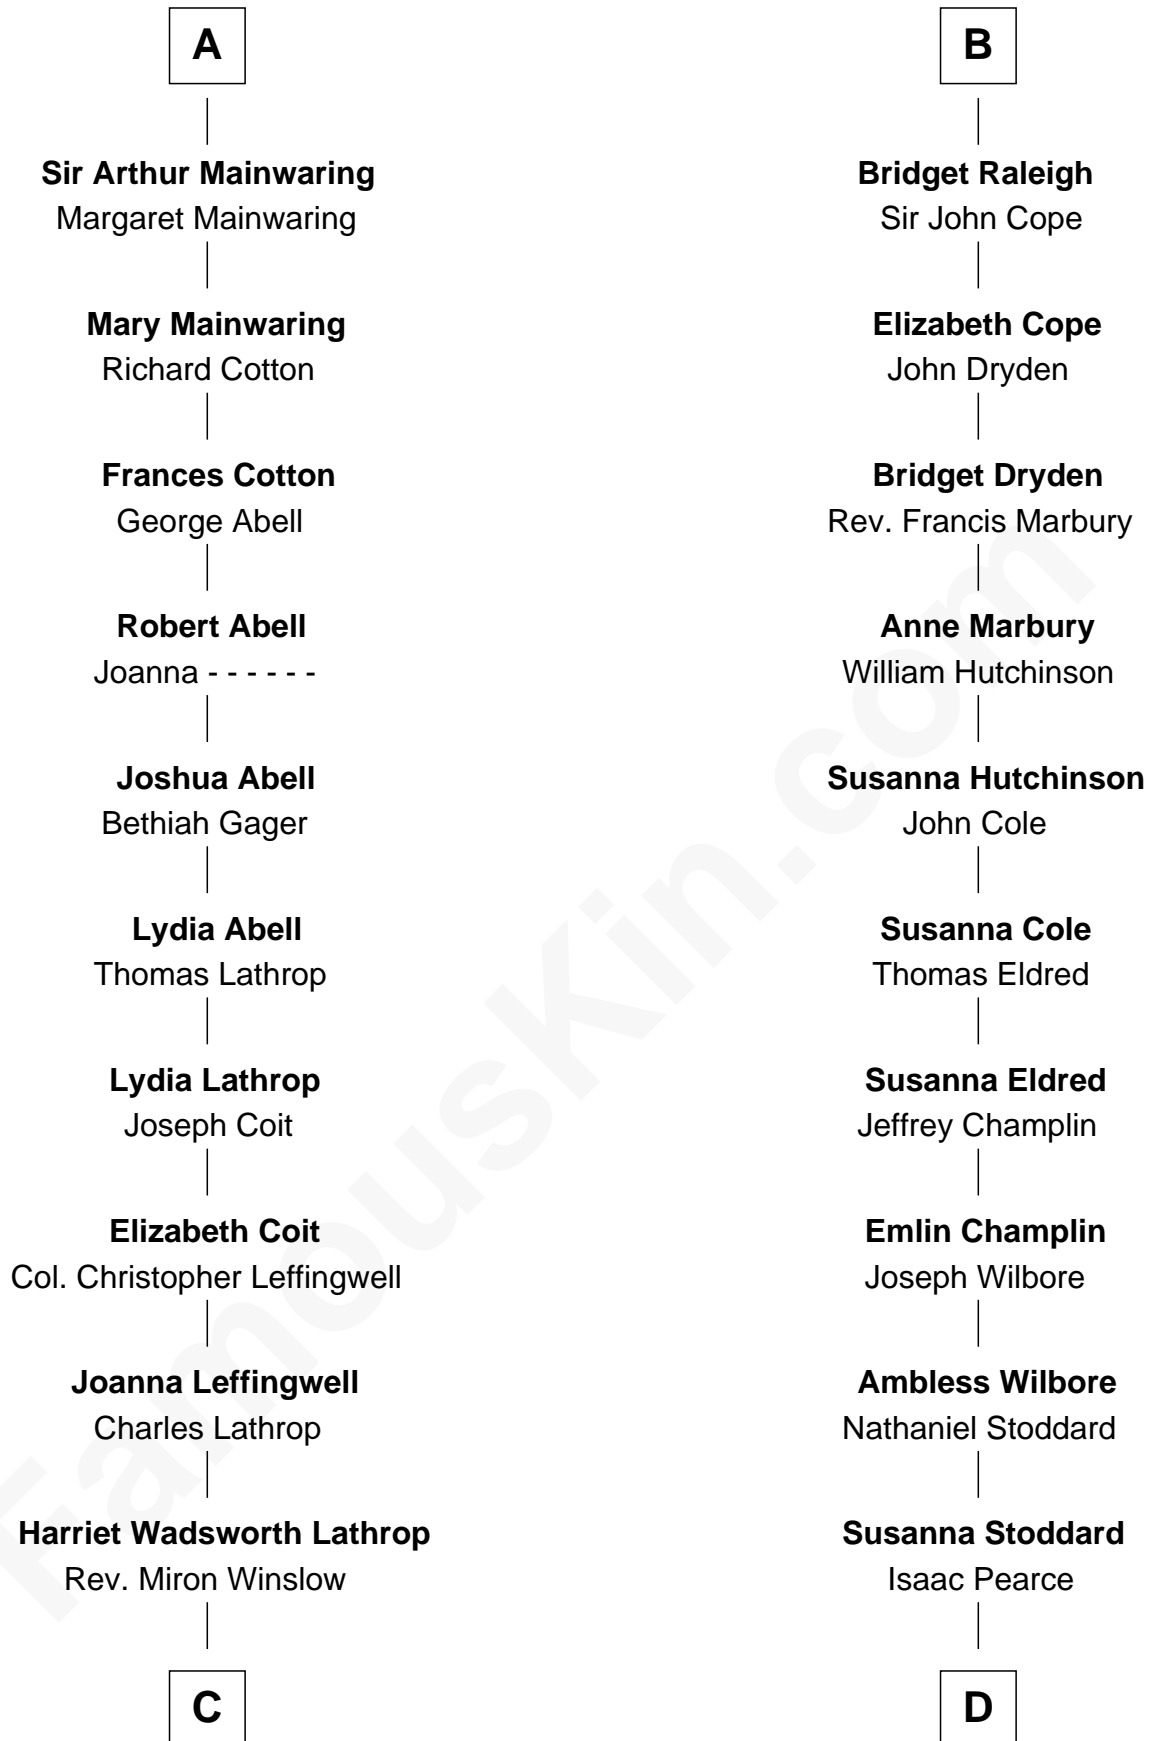 A
Sir Arthur Mainwaring
Margaret Mainwaring
Mary Mainwaring
Richard Cotton
Frances Cotton
George Abell
Robert Abell
Joanna - - - - - -
Joshua Abell
Bethiah Gager
Lydia Abell
Thomas Lathrop
Lydia Lathrop
Joseph Coit
Elizabeth Coit
Col. Christopher Leffingwell
Joanna Leffingwell
Charles Lathrop
Harriet Wadsworth Lathrop
Rev. Miron Winslow
C
B
Bridget Raleigh
Sir John Cope
Elizabeth Cope
John Dryden
Bridget Dryden
Rev. Francis Marbury
Anne Marbury
William Hutchinson
Susanna Hutchinson
John Cole
Susanna Cole
Thomas Eldred
Susanna Eldred
Jeffrey Champlin
Emlin Champlin
Joseph Wilbore
Ambless Wilbore
Nathaniel Stoddard
Susanna Stoddard
Isaac Pearce
D
FamousKin.com